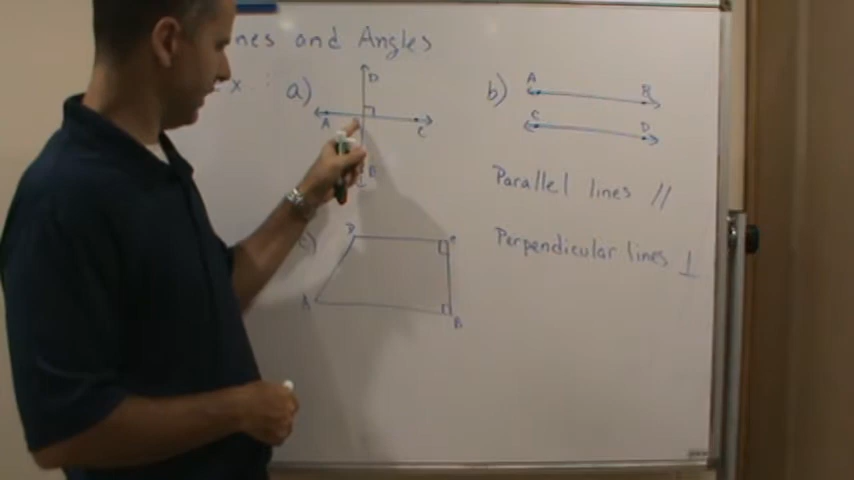 nes and Angles
x :
a)
D
A
C
B
b)
A
B
C
D
Parallel lines //
Perpendicular lines ⊥
)
D
A
B